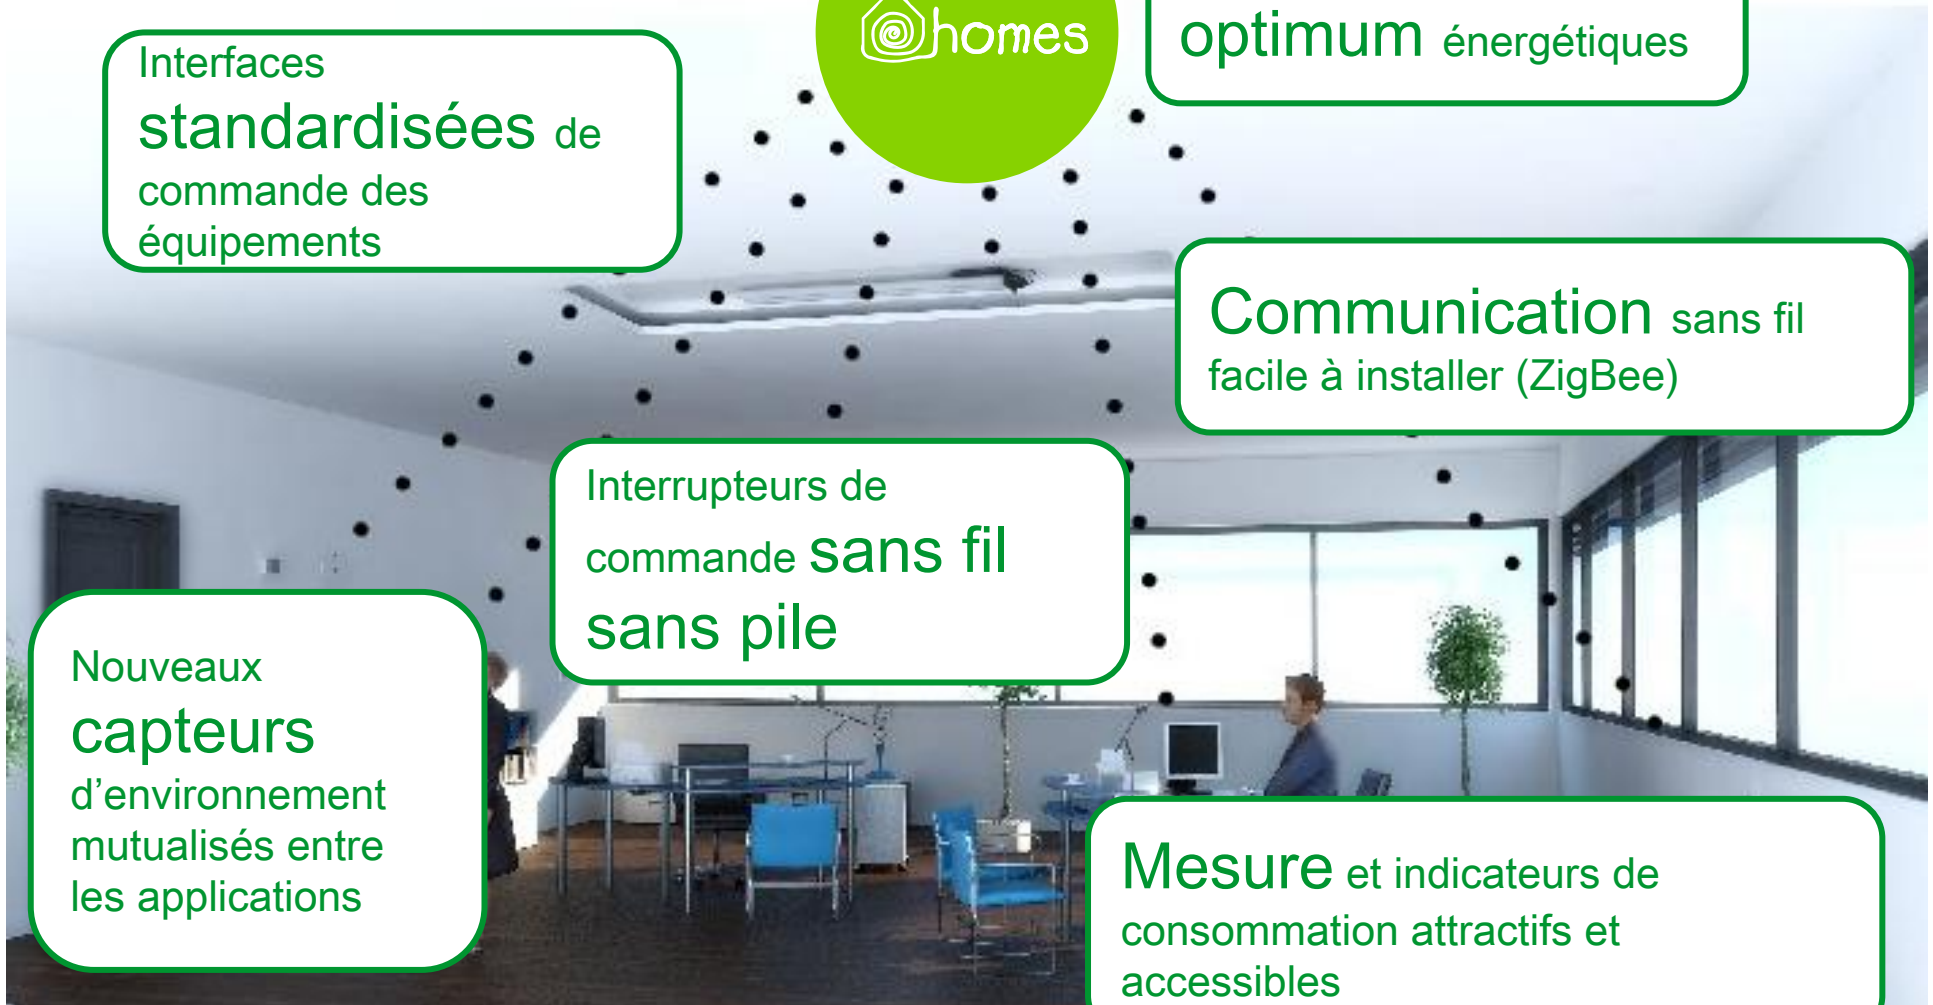 homes
optimum énergétiques
Interfaces
standardisées de
commande des
équipements
Communication sans fil
facile à installer (ZigBee)
Interrupteurs de
commande sans fil
sans pile
Nouveaux
capteurs
d’environnement
mutualisés entre
les applications
Mesure et indicateurs de
consommation attractifs et
accessibles